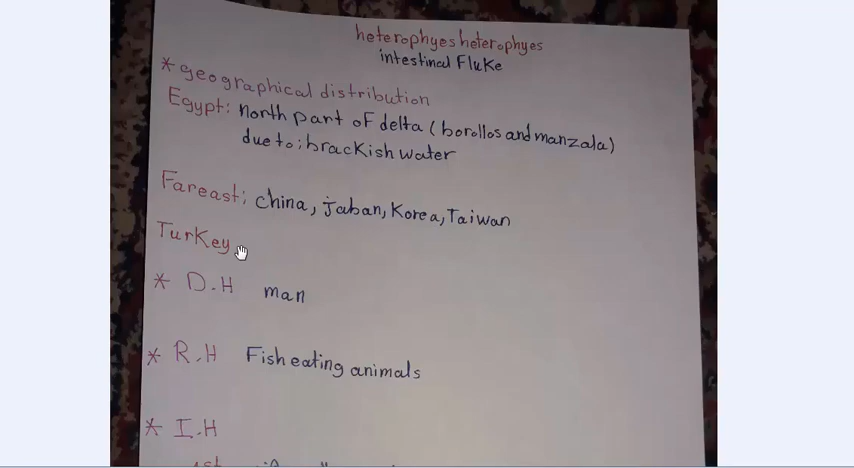 heterophyes heterophyes
intestinal Fluke
* geographical distribution
Egypt: north part of delta ( borollos and manzala)
due to: brackish water
Fareast: china, jaban, Korea, Taiwan
Turkey
* D.H man
* R.H Fish eating animals
* I.H